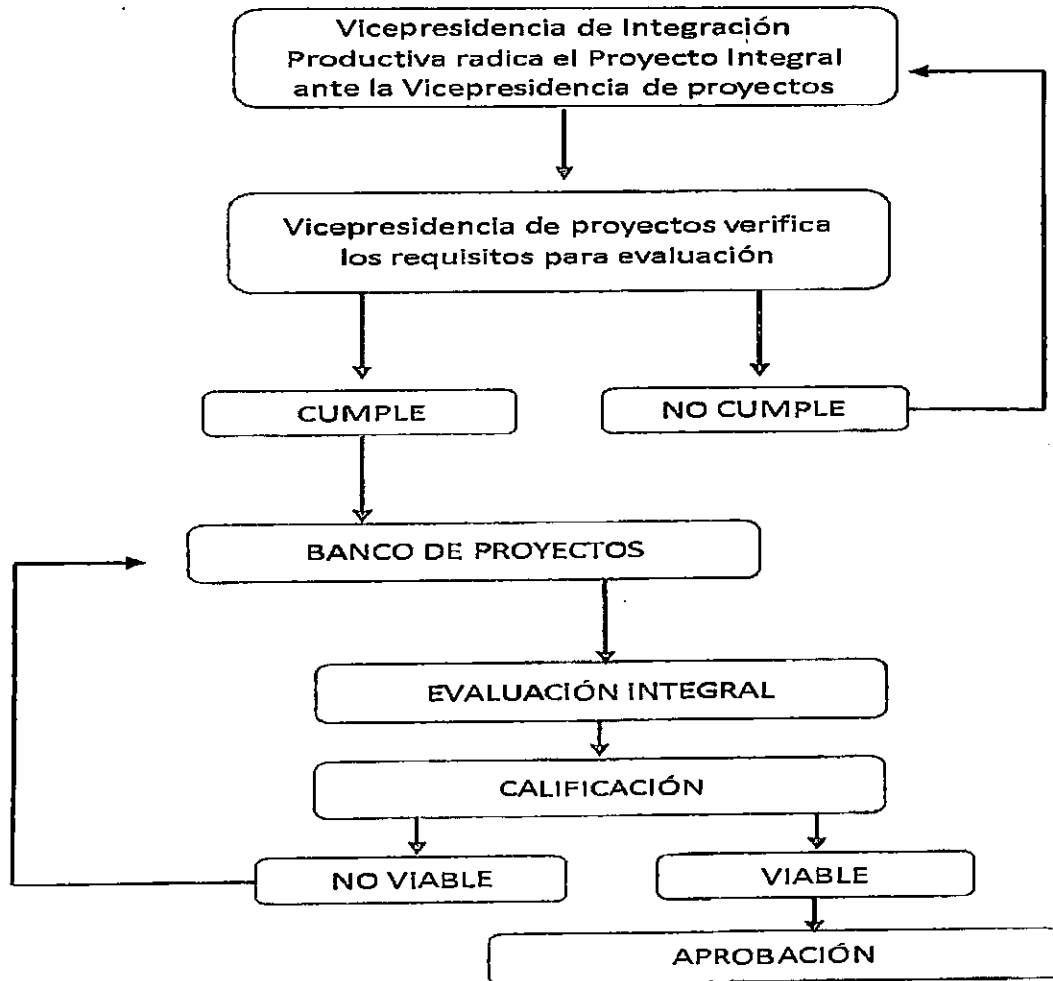 Vicepresidencia de Integración
Productiva radica el Proyecto Integral
ante la Vicepresidencia de proyectos
Vicepresidencia de proyectos verifica
los requisitos para evaluación
CUMPLE
NO CUMPLE
BANCO DE PROYECTOS
EVALUACIÓN INTEGRAL
CALIFICACIÓN
NO VIABLE
VIABLE
APROBACIÓN